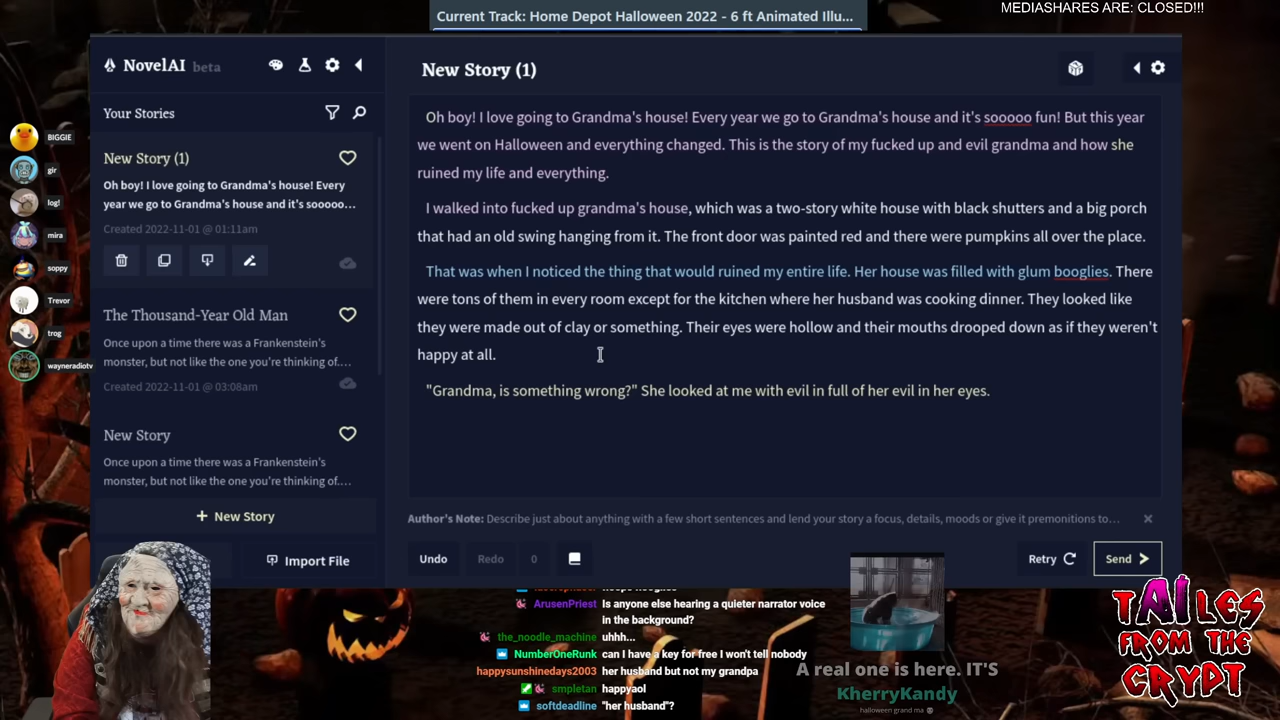 Current Track: Home Depot Halloween 2022 - 6 ft Animated Illu...
MEDIASHARES ARE: CLOSED!!!
NovelAI beta
Your Stories
New Story (1)
Oh boy! I love going to Grandma's house! Every
year we go to Grandma's house and it's sooooo...
Created 2022-11-01 @ 01:11am
The Thousand-Year Old Man
Once upon a time there was a Frankenstein's
monster, but not like the one you're thinking of....
Created 2022-11-01 @ 03:08am
New Story
Once upon a time there was a Frankenstein's
monster, but not like the one you're thinking of....
+ New Story
Import File
BIGGIE
gir
log!
mira
soppy
Trevor
trog
wayneradiotv
New Story (1)
Oh boy! I love going to Grandma's house! Every year we go to Grandma's house and it's sooooo fun! But this year
we went on Halloween and everything changed. This is the story of my fucked up and evil grandma and how she
ruined my life and everything.
I walked into fucked up grandma's house, which was a two-story white house with black shutters and a big porch
that had an old swing hanging from it. The front door was painted red and there were pumpkins all over the place.
That was when I noticed the thing that would ruined my entire life. Her house was filled with glum booglies. There
were tons of them in every room except for the kitchen where her husband was cooking dinner. They looked like
they were made out of clay or something. Their eyes were hollow and their mouths drooped down as if they weren't
happy at all.
"Grandma, is something wrong?" She looked at me with evil in full of her evil in her eyes.
Author's Note: Describe just about anything with a few short sentences and lend your story a focus, details, moods or give it premonitions to...
Undo
Redo
0
Retry
Send
ArusenPriest Is anyone else hearing a quieter narrator voice
in the background?
the_noodle_machine uhhh...
NumberOneRunk can I have a key for free I won't tell nobody
happysunshinedays2003 her husband but not my grandpa
smpletan happyaol
softdeadline "her husband"?
A real one is here. IT'S
KherryKandy
halloween grand ma
TAILES
FROM THE
CRYPT